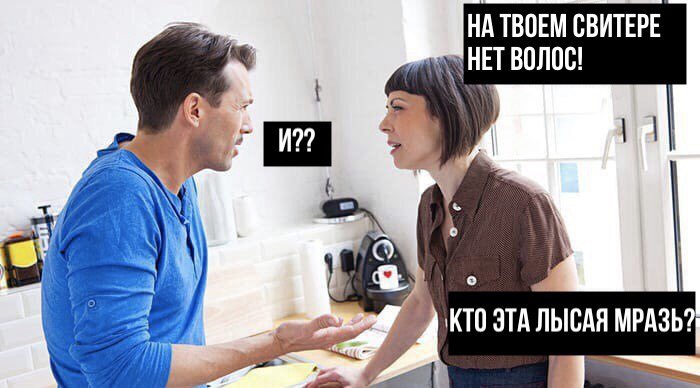 НА ТВОЕМ СВИТЕРЕ
НЕТ ВОЛОС!
И??
КТО ЭТА ЛЫСАЯ МРАЗЬ?